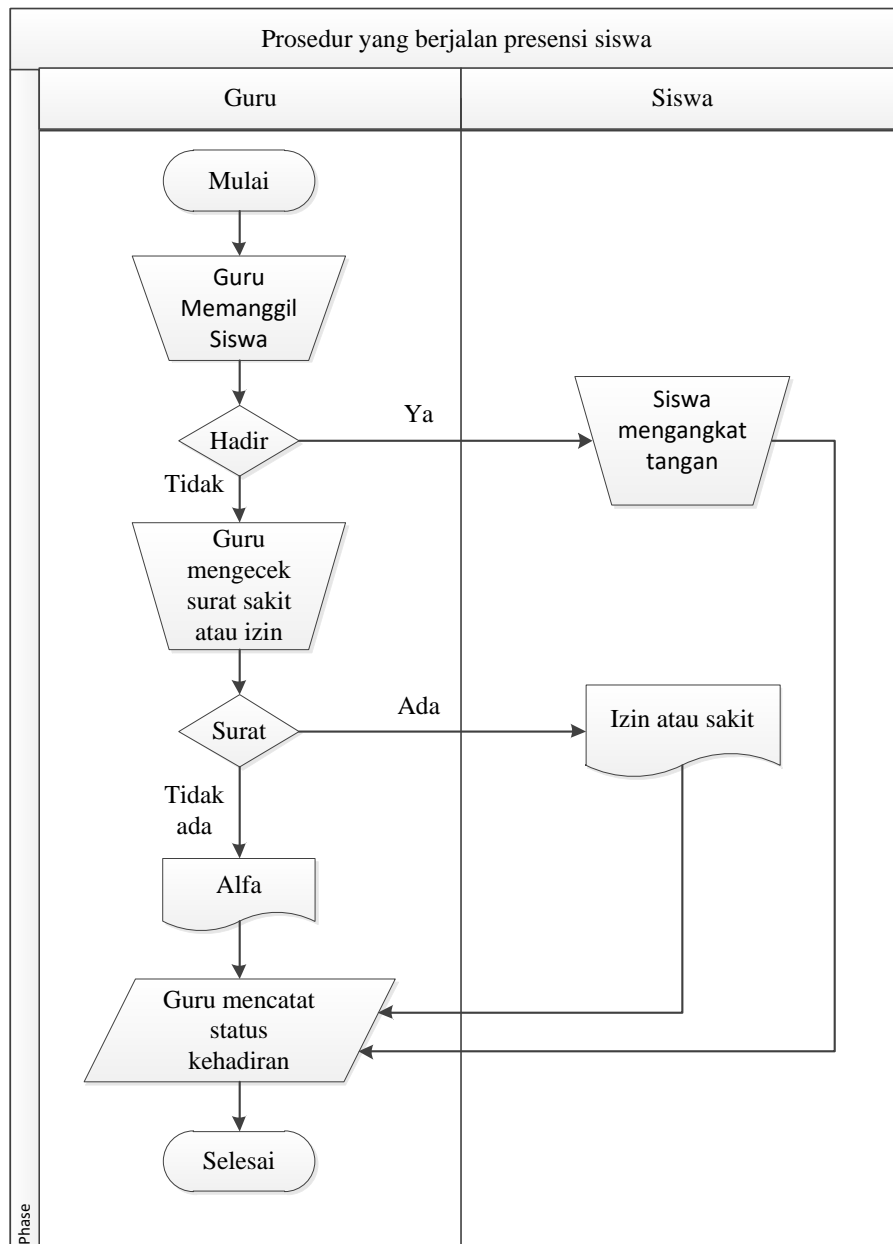 Prosedur yang berjalan presensi siswa
Guru
Siswa
Mulai
Guru
Memanggil
Siswa
Hadir
Ya
Siswa
mengangkat
tangan
Tidak
Guru
mengecek
surat sakit
atau izin
Surat
Ada
Izin atau sakit
Tidak
ada
Alfa
Guru mencatat
status
kehadiran
Selesai
Phase